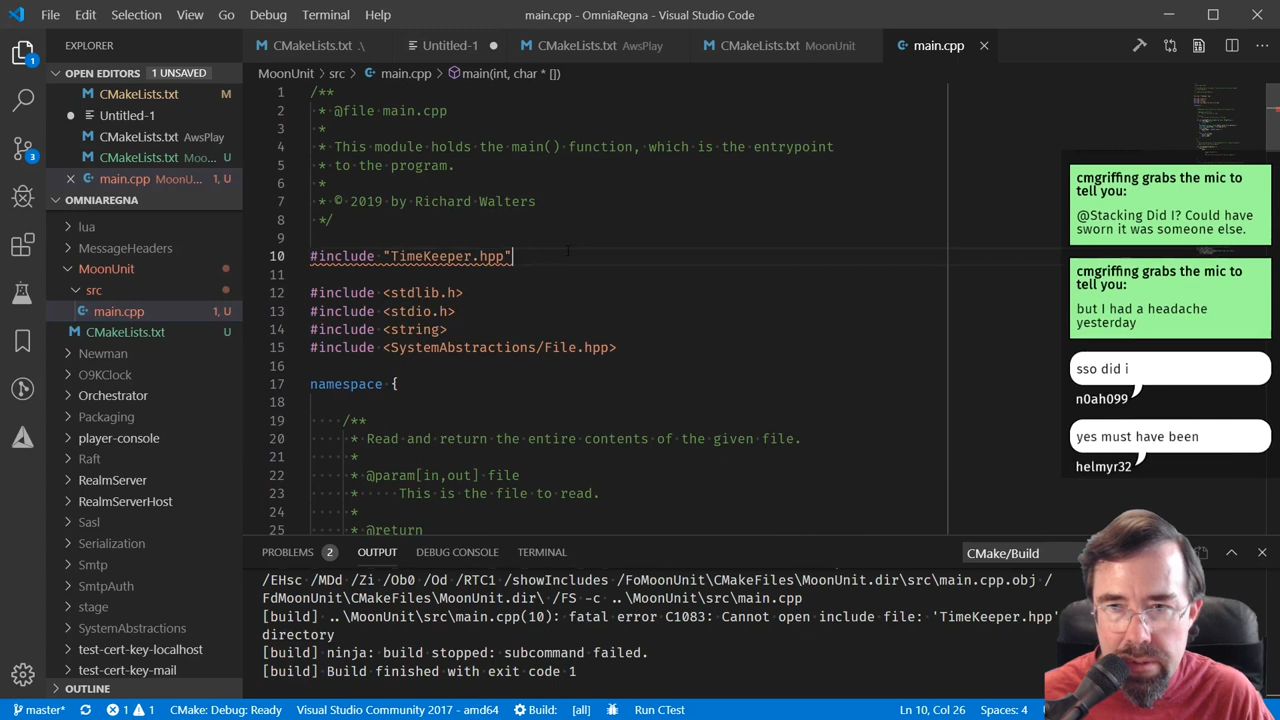 File Edit Selection View Go Debug Terminal Help
main.cpp - OmniaRegna - Visual Studio Code
EXPLORER
CMakeLists.txt .\
Untitled-1
CMakeLists.txt AwsPlay
CMakeLists.txt MoonUnit
main.cpp
OPEN EDITORS 1 UNSAVED
CMakeLists.txt M
Untitled-1
CMakeLists.txt AwsPlay
CMakeLists.txt Moo... U
main.cpp MoonU... 1, U
OMNIAREGNA
lua
MessageHeaders
MoonUnit
src
main.cpp 1, U
CMakeLists.txt U
Newman
O9KClock
Orchestrator
Packaging
player-console
Raft
RealmServer
RealmServerHost
Sasl
Serialization
Smtp
SmtpAuth
stage
SystemAbstractions
test-cert-key-localhost
test-cert-key-mail
OUTLINE
1
3
MoonUnit > src > main.cpp > main(int, char * [])
1 /**
2 * @file main.cpp
3 *
4 * This module holds the main() function, which is the entrypoint
5 * to the program.
6 *
7 * © 2019 by Richard Walters
8 */
9
10 #include "TimeKeeper.hpp"
11
12 #include <stdlib.h>
13 #include <stdio.h>
14 #include <string>
15 #include <SystemAbstractions/File.hpp>
16
17 namespace {
18
19 /**
20 * Read and return the entire contents of the given file.
21 *
22 * @param[in,out] file
23 * This is the file to read.
24 *
25 * @return
cmgriffing grabs the mic to
tell you:
@Stacking Did I? Could have
sworn it was someone else.
cmgriffing grabs the mic to
tell you:
but I had a headache
yesterday
sso did i
n0ah099
yes must have been
helmyr32
PROBLEMS 2 OUTPUT DEBUG CONSOLE TERMINAL
CMake/Build
/EHsc /MDd /Zi /Ob0 /Od /RTC1 /showIncludes /FoMoonUnit\CMakeFiles\MoonUnit.dir\src\main.cpp.obj /
FdMoonUnit\CMakeFiles\MoonUnit.dir\ /FS -c ..\MoonUnit\src\main.cpp
[build] ..\MoonUnit\src\main.cpp(10): fatal error C1083: Cannot open include file: 'TimeKeeper.hpp'
directory
[build] ninja: build stopped: subcommand failed.
[build] Build finished with exit code 1
master* 1 1 CMake: Debug: Ready Visual Studio Community 2017 - amd64 Build: [all] Run CTest Ln 10, Col 26 Spaces: 4